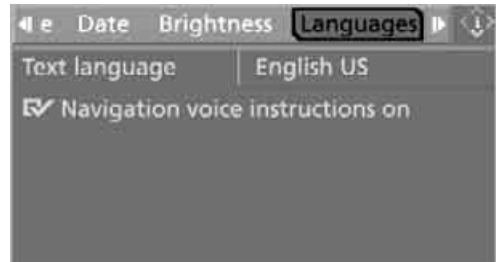 e Date Brightness Languages
Text language English US
Navigation voice instructions on